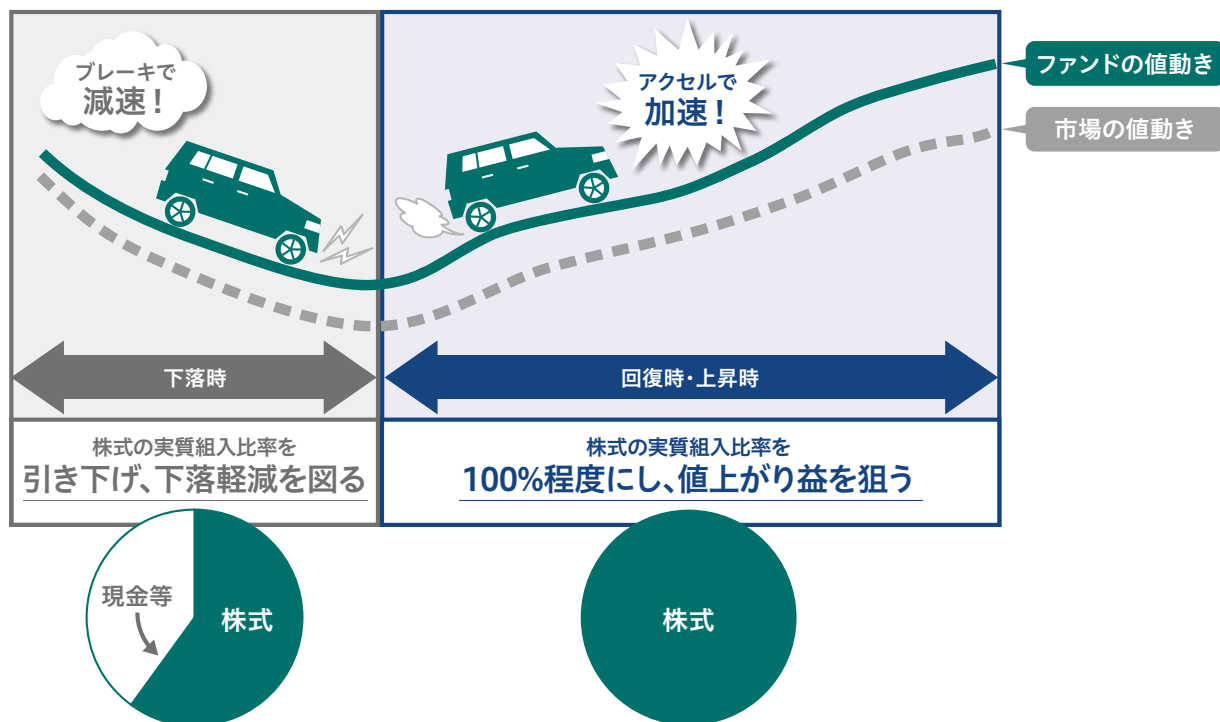 ブレーキで
減速!
アクセルで
加速!
ファンドの値動き
市場の値動き
下落時
回復時・上昇時
株式の実質組入比率を
引き下げ、下落軽減を図る
株式の実質組入比率を
100%程度にし、値上がり益を狙う
現金等
株式
株式